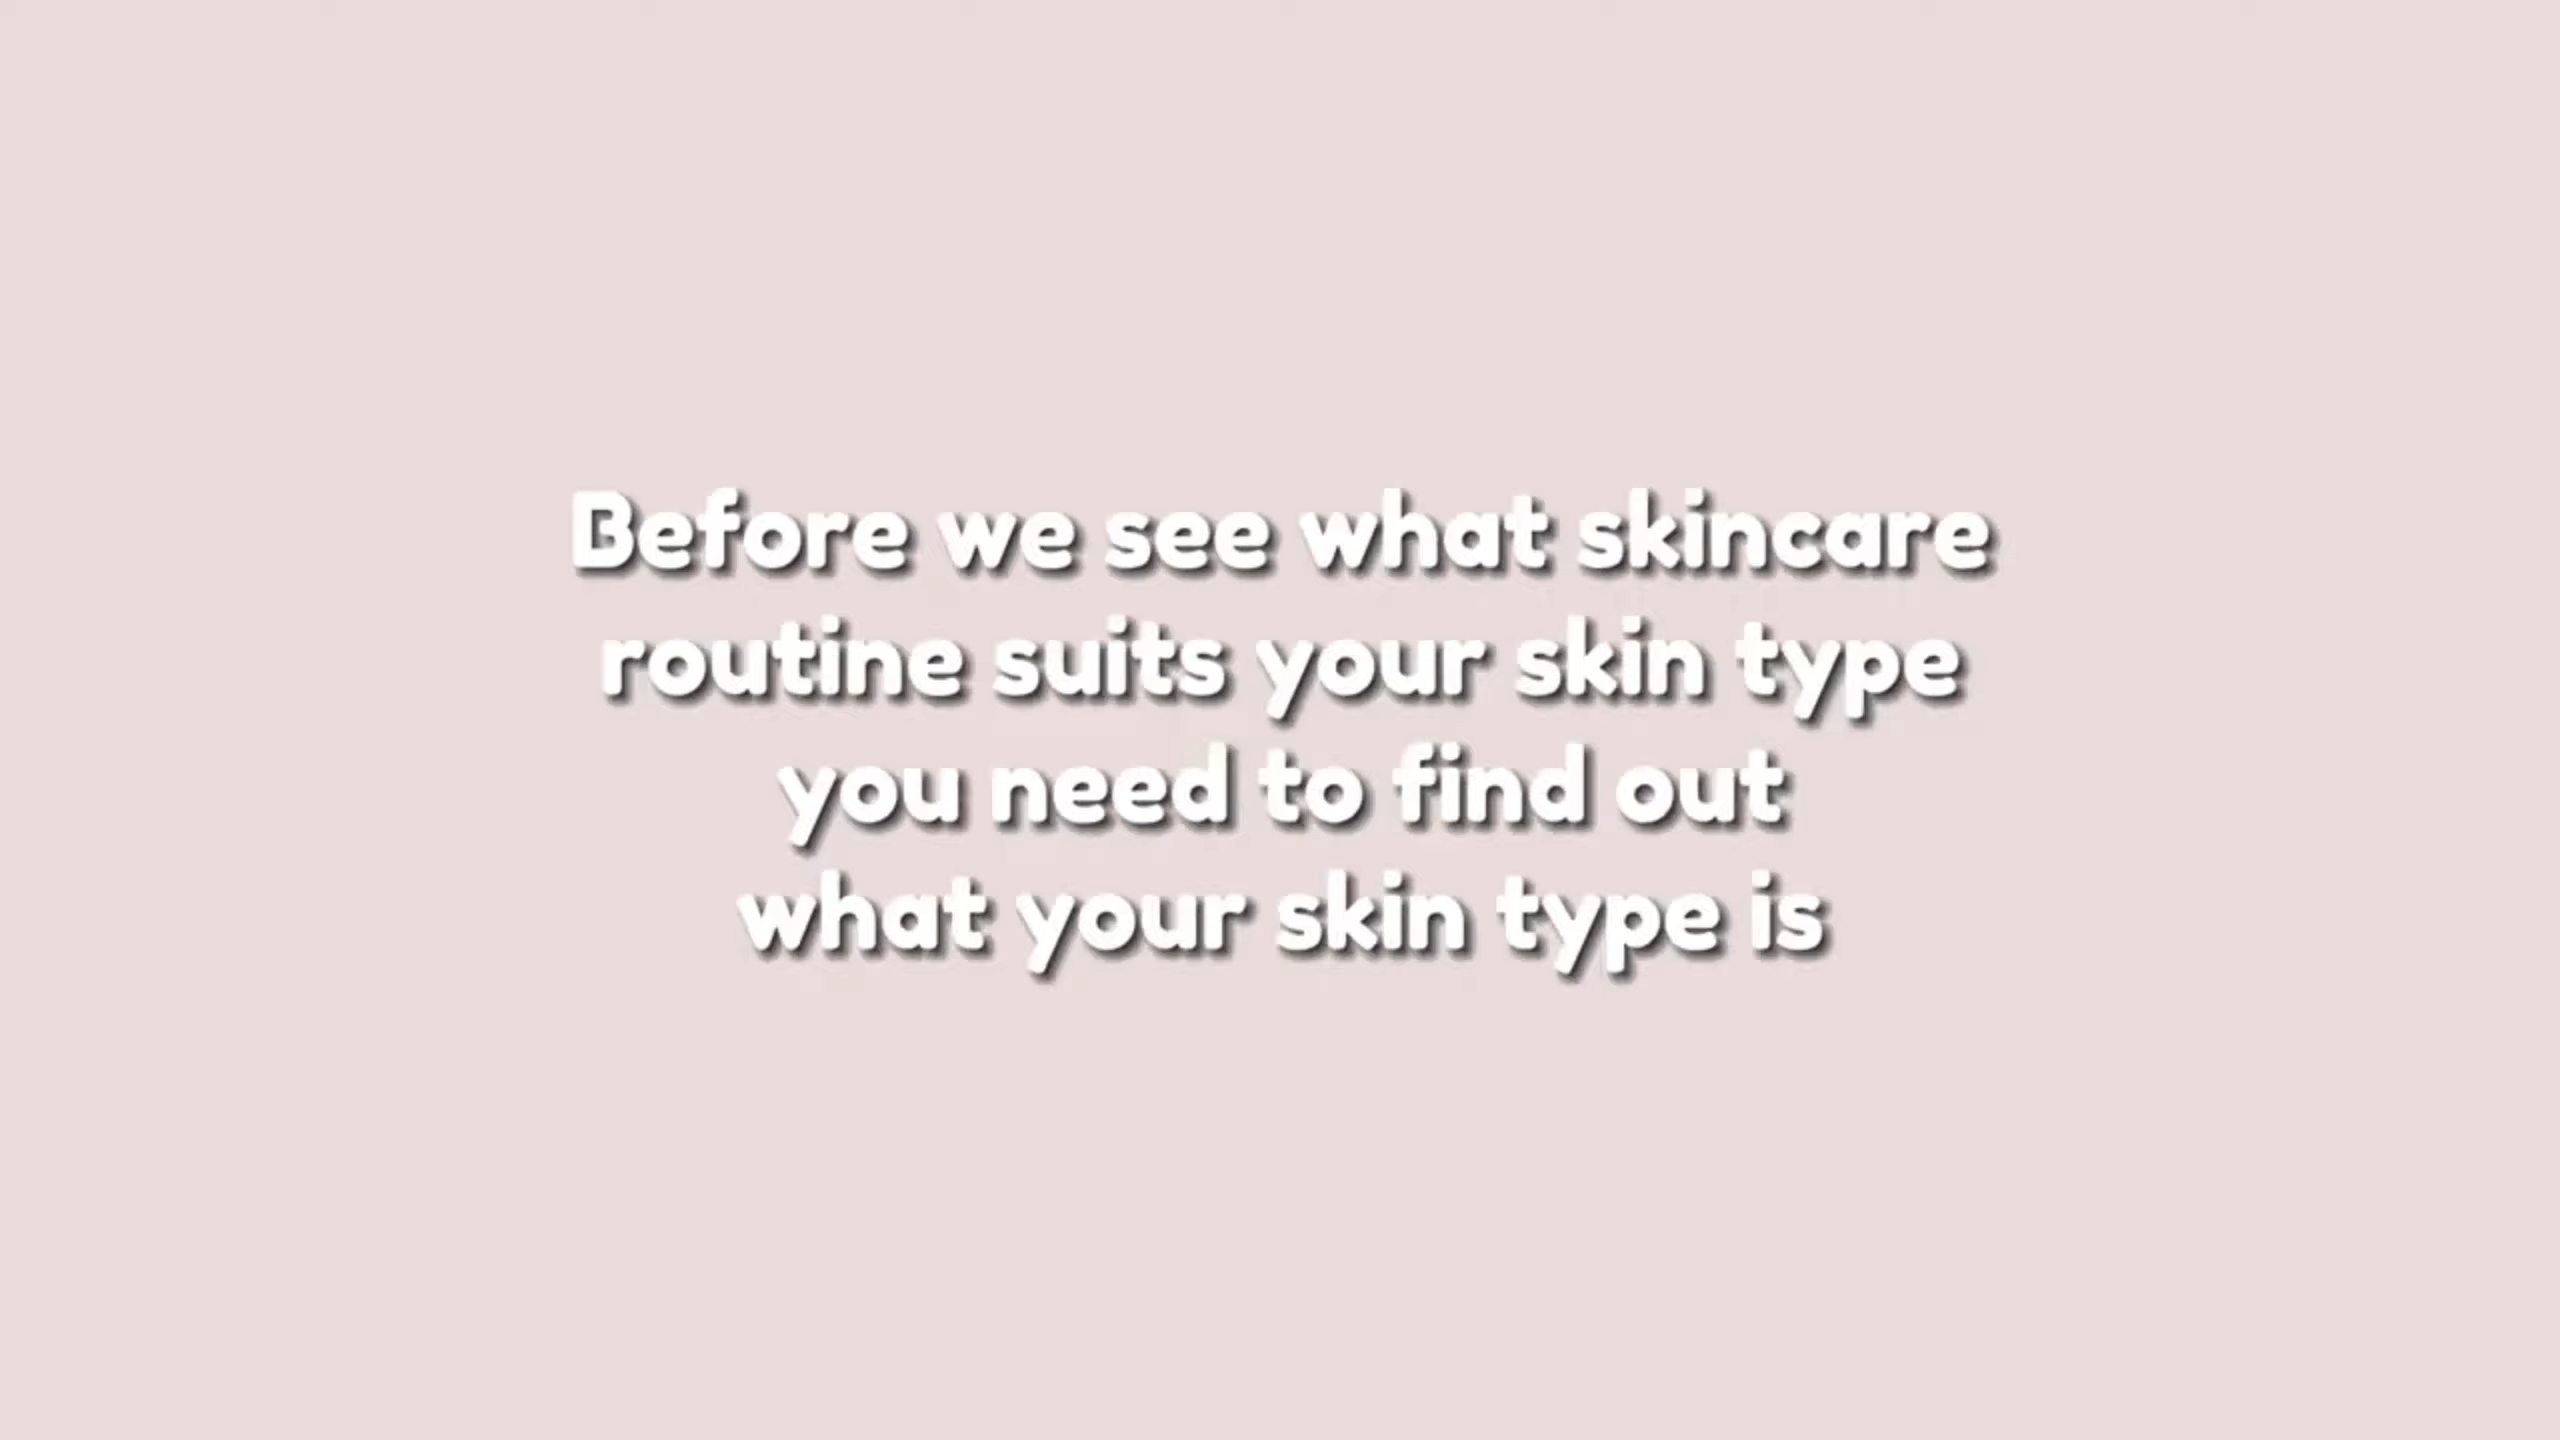 Before we see what skincare
routine suits your skin type
you need to find out
what your skin type is